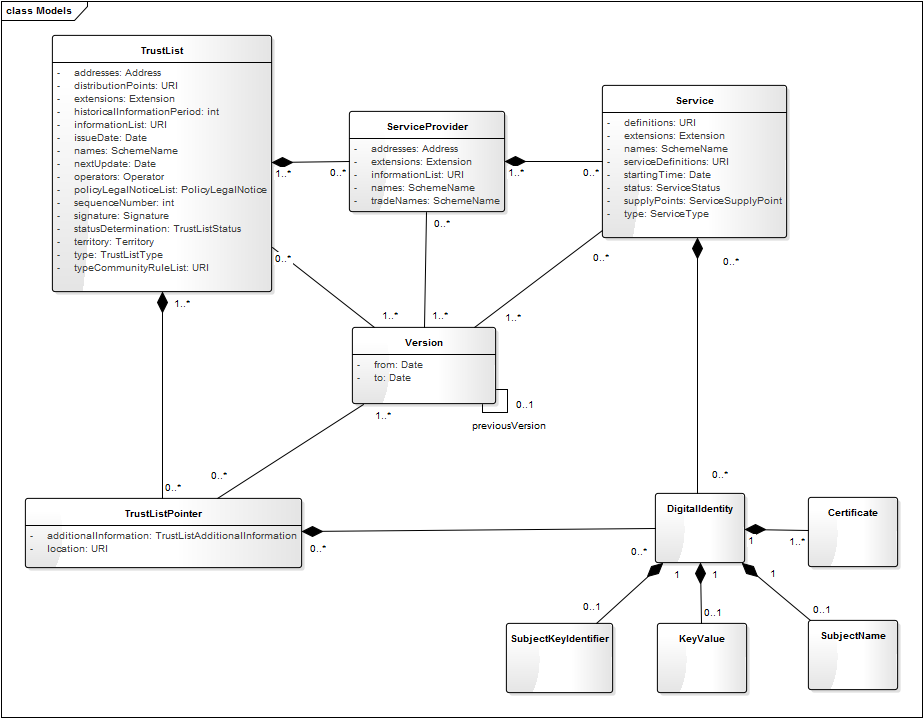 class Models
TrustList
- addresses: Address
- distributionPoints: URI
- extensions: Extension
- historicalInformationPeriod: int
- informationList: URI
- issueDate: Date
- names: SchemeName
- nextUpdate: Date
- operators: Operator
- policyLegalNoticeList: PolicyLegalNotice
- sequenceNumber: int
- signature: Signature
- statusDetermination: TrustListStatus
- territory: Territory
- type: TrustListType
- typeCommunityRuleList: URI
ServiceProvider
- addresses: Address
- extensions: Extension
- informationList: URI
- names: SchemeName
- tradeNames: SchemeName
Service
- definitions: URI
- extensions: Extension
- names: SchemeName
- serviceDefinitions: URI
- startingTime: Date
- status: ServiceStatus
- supplyPoints: ServiceSupplyPoint
- type: ServiceType
1..*
0..*
1..*
0..*
0..*
0..*
0..*
0..*
1..*
1..*
1..*
1..*
Version
- from: Date
- to: Date
0..1
previousVersion
1..*
0..*
0..*
0..*
TrustListPointer
- additionalInformation: TrustListAdditionalInformation
- location: URI
0..*
DigitalIdentity
Certificate
1
1..*
0..*
1
1
1
0..1
0..1
0..1
SubjectKeyIdentifier
KeyValue
SubjectName